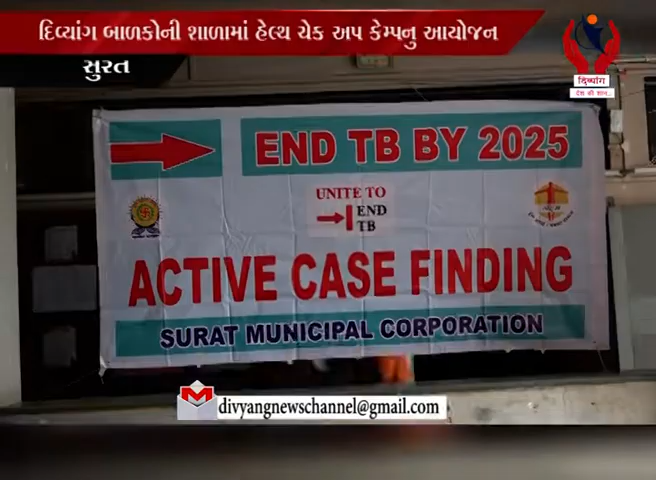 દિવ્યાંગ બાળકોની શાળામાં હેલ્થ ચેક અપ કેમ્પનુ આયોજન
સુરત
दिव्यांग
देश की शान..
END TB BY 2025
UNITE TO
END
TB
ACTIVE CASE FINDING
SURAT MUNICIPAL CORPORATION
divyangnewschannel@gmail.com